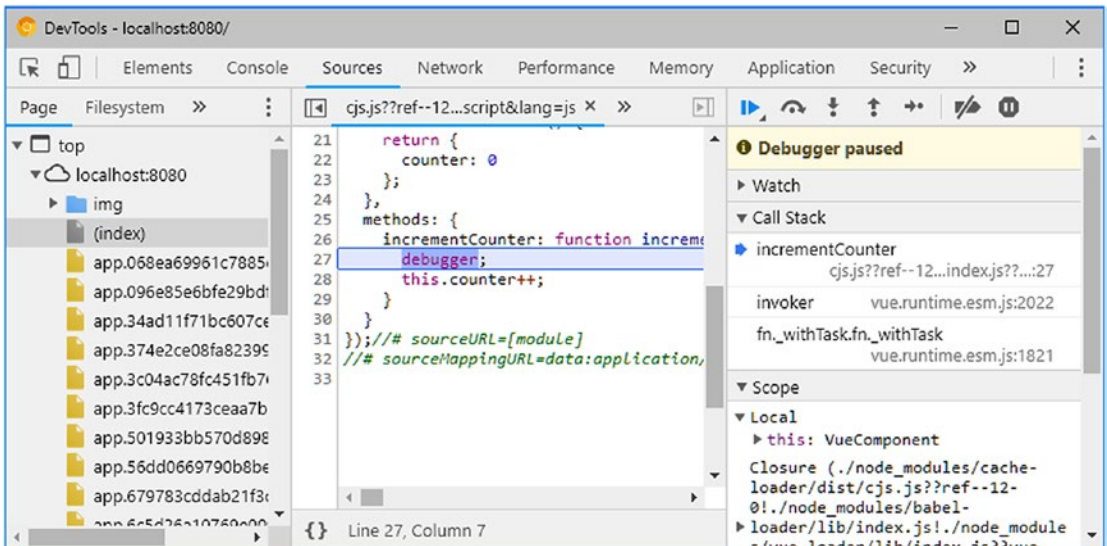 DevTools - localhost:8080/
Elements Console Sources Network Performance Memory Application Security »
Page Filesystem »
top
localhost:8080
img
(index)
app.068ea69961c7885
app.096e85e6bfe29bd
app.34ad11f71bc607ce
app.374e2ce08fa82399
app.3c04ac78fc451fb7
app.3fc9cc4173ceaa7b
app.501933bb570d898
app.56dd0669790b8be
app.679783cddab21f3
cjs.js??ref--12...script&lang=js × »
21 return {
22 counter: 0
23 };
24 },
25 methods: {
26 incrementCounter: function increme
27 debugger;
28 this.counter++;
29 }
30 }
31 });//# sourceURL=[module]
32 //# sourceMappingURL=data:application/
33
{} Line 27, Column 7
Debugger paused
Watch
Call Stack
incrementCounter
cjs.js??ref--12...index.js??...:27
invoker vue.runtime.esm.js:2022
fn._withTask.fn._withTask
vue.runtime.esm.js:1821
Scope
Local
this: VueComponent
Closure (./node_modules/cache-
loader/dist/cjs.js??ref--12-
0!./node_modules/babel-
loader/lib/index.js!./node_module